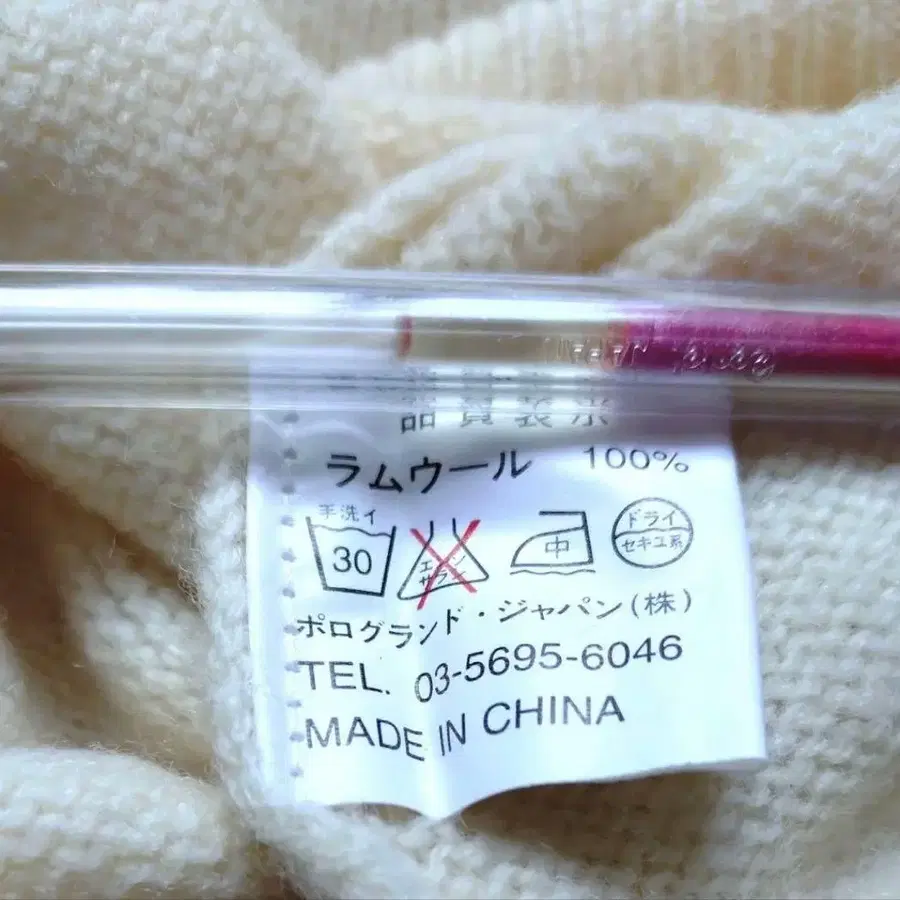 品質表示
ラムウール 100%
手洗イ
30
中
ドライ
セキユ系
ポログランド・ジャパン(株)
TEL. 03-5695-6046
MADE IN CHINA